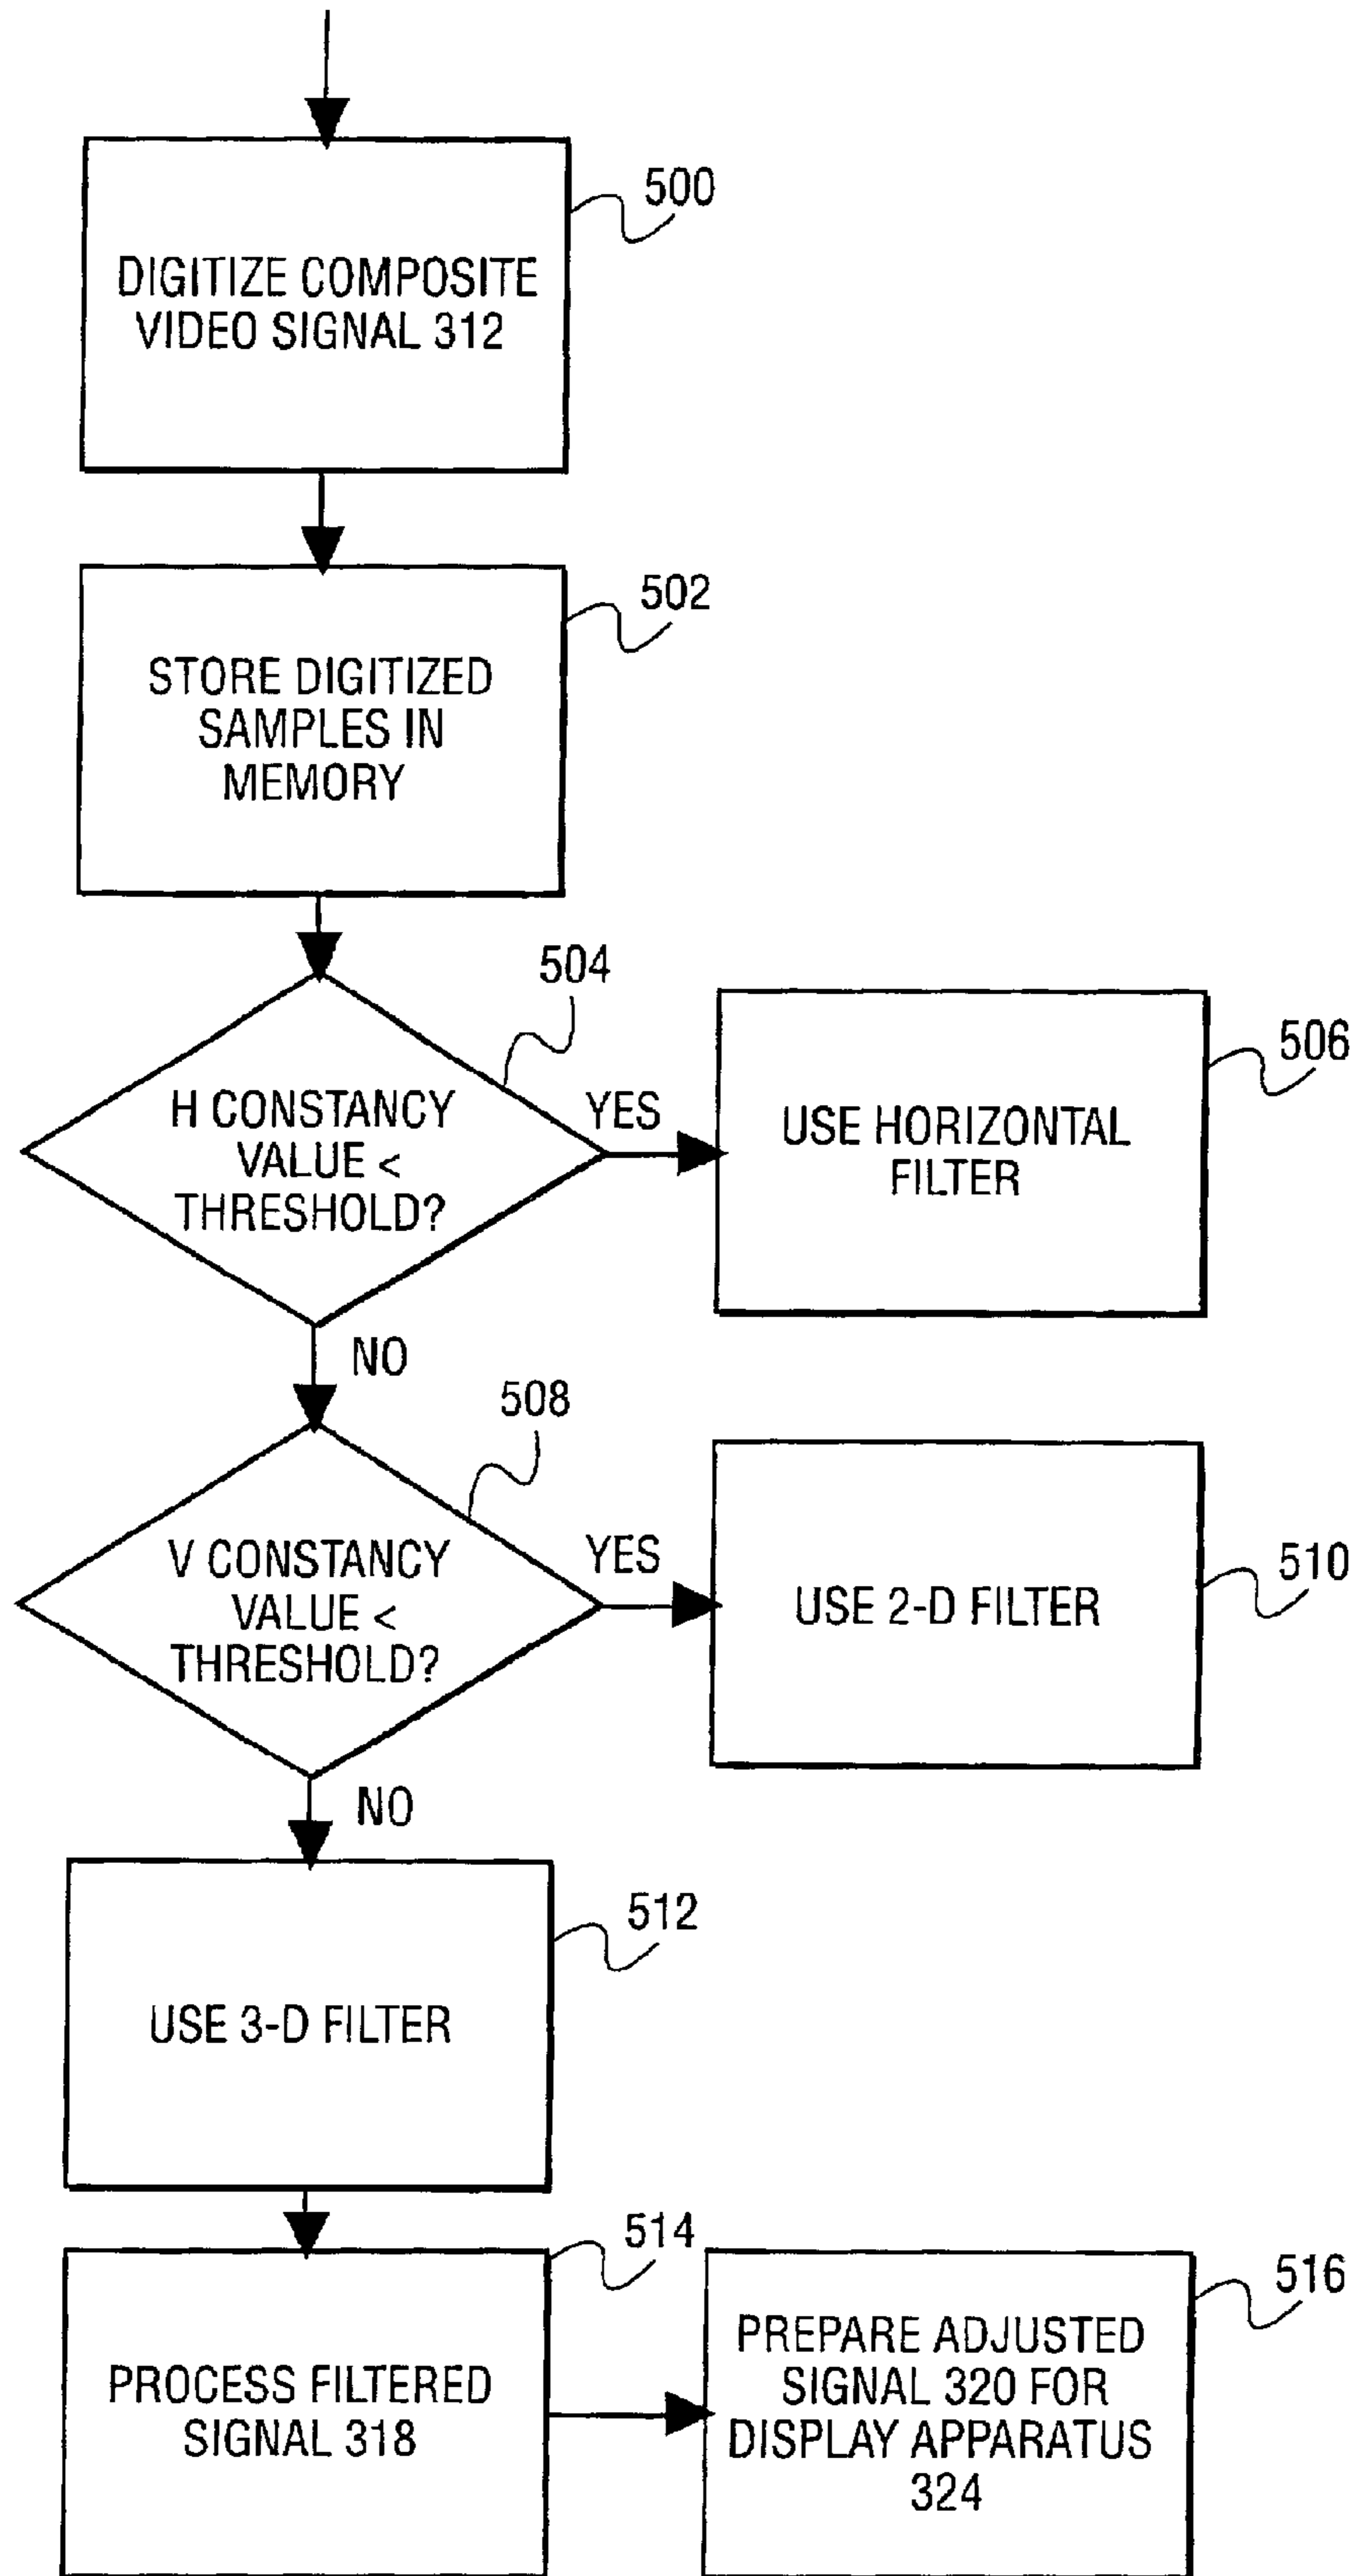 500
DIGITIZE COMPOSITE
VIDEO SIGNAL 312
502
STORE DIGITIZED
SAMPLES IN
MEMORY
504
H CONSTANCY
VALUE <
THRESHOLD?
YES
506
USE HORIZONTAL
FILTER
NO
508
V CONSTANCY
VALUE <
THRESHOLD?
YES
510
USE 2-D FILTER
NO
512
USE 3-D FILTER
514
PROCESS FILTERED
SIGNAL 318
516
PREPARE ADJUSTED
SIGNAL 320 FOR
DISPLAY APPARATUS
324